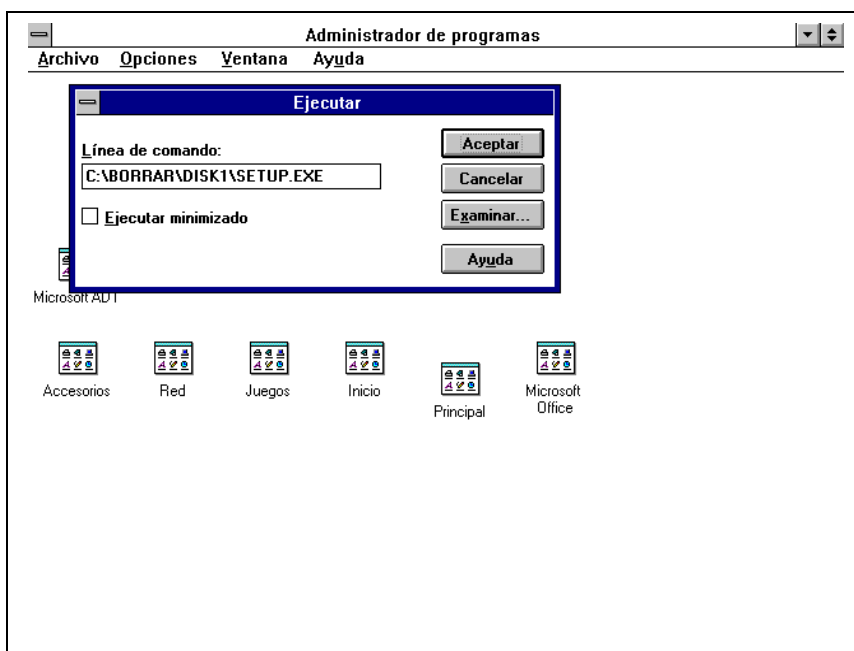 Administrador de programas
Archivo Opciones Ventana Ayuda
Ejecutar
Línea de comando:
C:\BORRAR\DISK1\SETUP.EXE
Ejecutar minimizado
Aceptar
Cancelar
Examinar...
Ayuda
Microsoft ADT
Accesorios
Red
Juegos
Inicio
Principal
Microsoft
Office